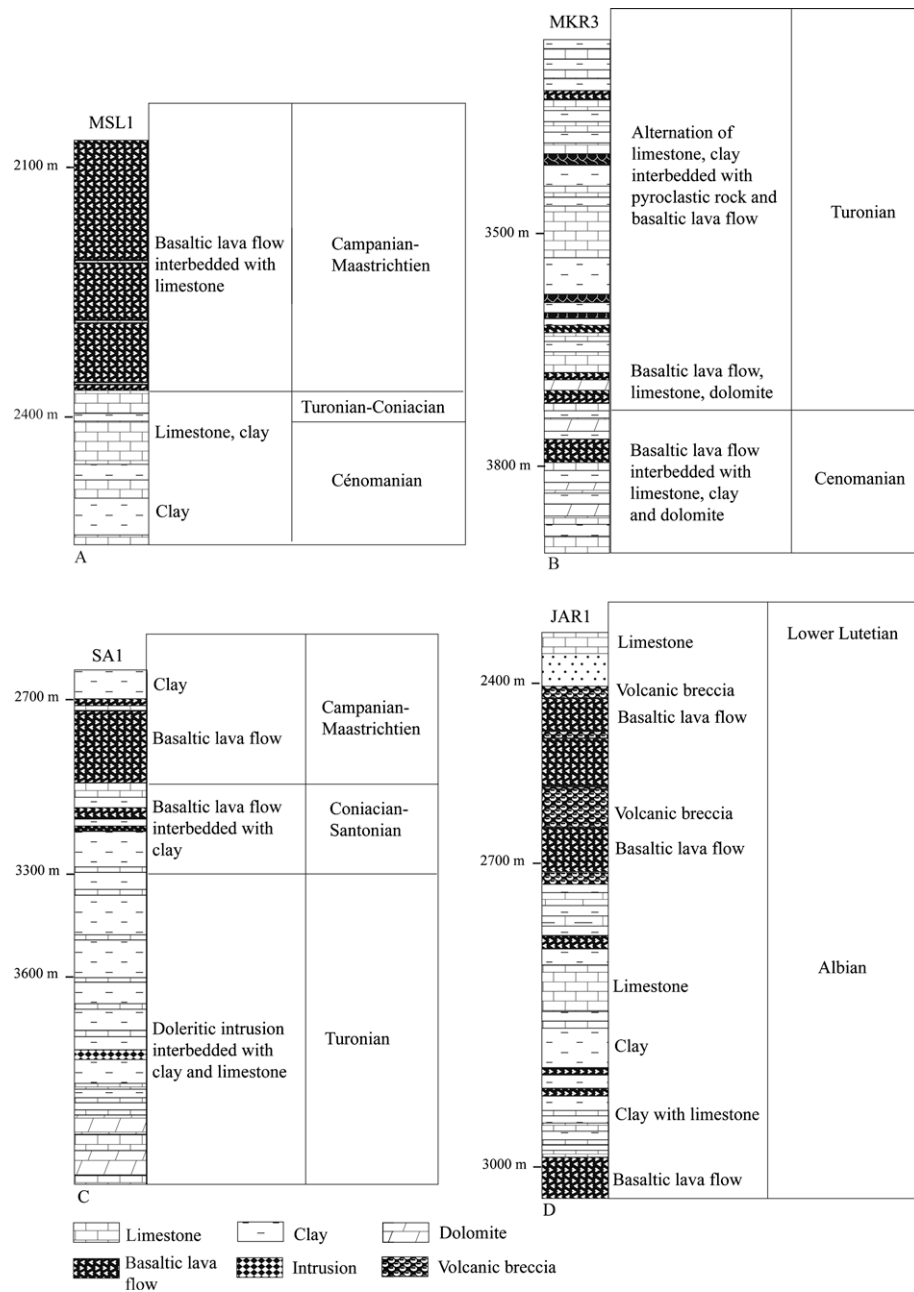 MSL1
2100 m
2400 m
Basaltic lava flow
interbedded with
limestone
Campanian-
Maastrichtien
Turonian-Coniacian
Limestone, clay
Cénomanian
Clay
A
MKR3
3500 m
3800 m
Alternation of
limestone, clay
interbedded with
pyroclastic rock and
basaltic lava flow
Turonian
Basaltic lava flow,
limestone, dolomite
Basaltic lava flow
interbedded with
limestone, clay
and dolomite
Cenomanian
B
SA1
2700 m
3300 m
3600 m
Clay
Basaltic lava flow
Campanian-
Maastrichtien
Basaltic lava flow
interbedded with
clay
Coniacian-
Santonian
Doleritic intrusion
interbedded with
clay and limestone
Turonian
C
JAR1
2400 m
2700 m
3000 m
Limestone
Lower Lutetian
Volcanic breccia
Basaltic lava flow
Volcanic breccia
Basaltic lava flow
Albian
Limestone
Clay
Clay with limestone
Basaltic lava flow
D
Limestone
Clay
Dolomite
Basaltic lava
flow
Intrusion
Volcanic breccia